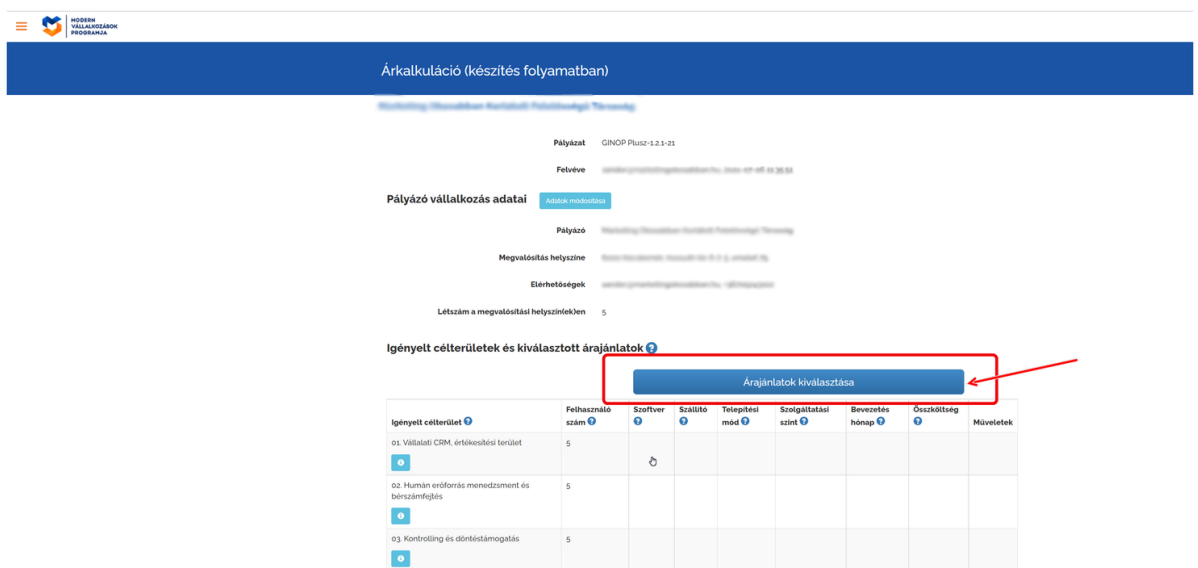 MODERN
VÁLLALKOZÁSOK
PROGRAMJA
Árkalkuláció (készítés folyamatban)
Pályázat GINOP Plusz-1.2.1-21
Felvéve
Pályázó vállalkozás adatai Adatok módosítása
Pályázó
Megvalósítás helyszíne
Elérhetőségek
Létszám a megvalósítási helyszín(ek)en 5
Igényelt célterületek és kiválasztott árajánlatok ?
Árajánlatok kiválasztása
Igényelt célterület ? Felhasználó szám ? Szoftver ? Szállító ? Telepítési mód ? Szolgáltatási szint ? Bevezetés hónap ? Összköltség ? Műveletek
01. Vállalati CRM, értékesítési terület 5
02. Humán erőforrás menedzsment és 5
bérszámfejtés
03. Kontrolling és döntéstámogatás 5